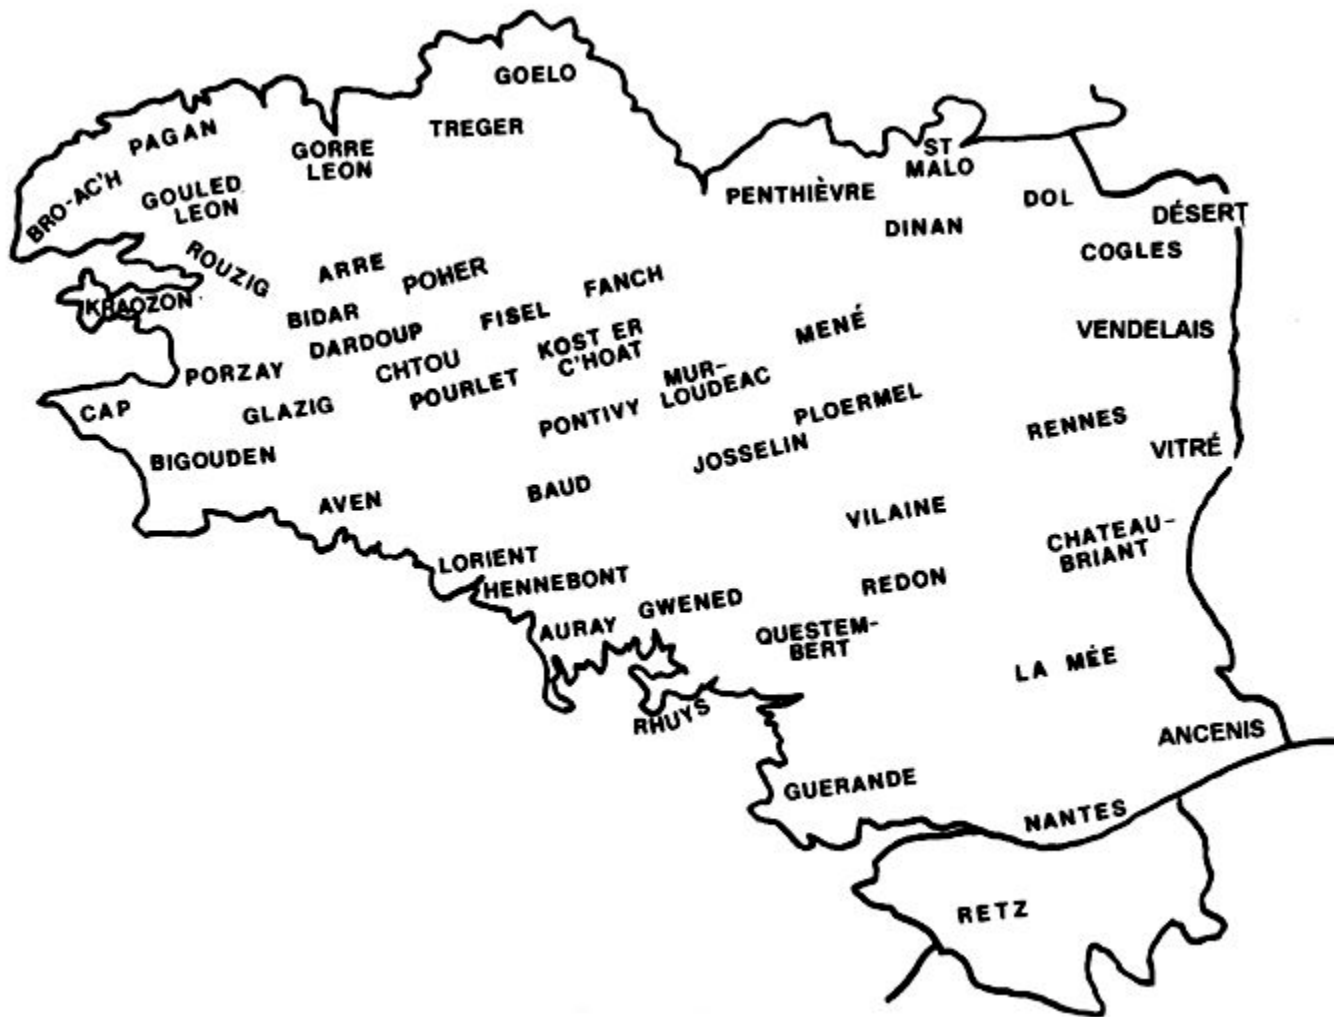 GOELO
TREGER
PAGAN
GORRE
LEON
BRO-AC'H
GOULED
LEON
ST
MALO
PENTHIÈVRE
DINAN
DOL
DÉSERT
COGLES
ROUZIG
ARRE
POHER
FANCH
KRAOZON
BIDAR
DARDOUP
FISEL
KOST ER
C'HOAT
MENÉ
VENDELAIS
PORZAY
CHTOU
POURLET
MUR-
LOUDEAC
CAP
GLAZIG
PONTIVY
PLOERMEL
RENNES
VITRÉ
BIGOUDEN
JOSSELIN
AVEN
BAUD
VILAINE
CHATEAU-
BRIANT
LORIENT
HENNEBONT
REDON
AURAY
GWENED
QUESTEM-
BERT
LA MÉE
RHUYS
ANCENIS
GUERANDE
NANTES
RETZ